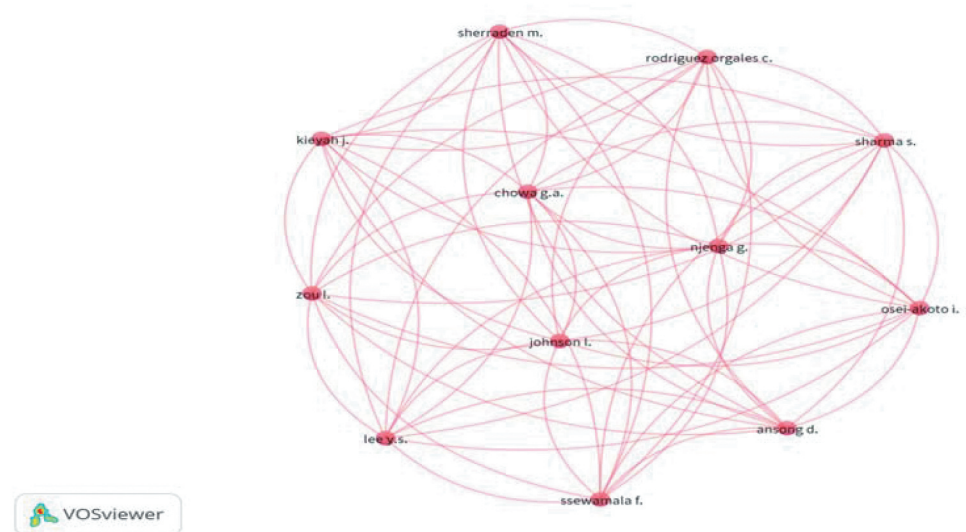 sherraden m.
rodriguez orgales c.
kieyah j.
sharma s.
chowa g.a.
njenga g.
zou l.
osei-akoto i.
johnson l.
ansong d.
lee y.s.
ssewamala f.
VOSviewer